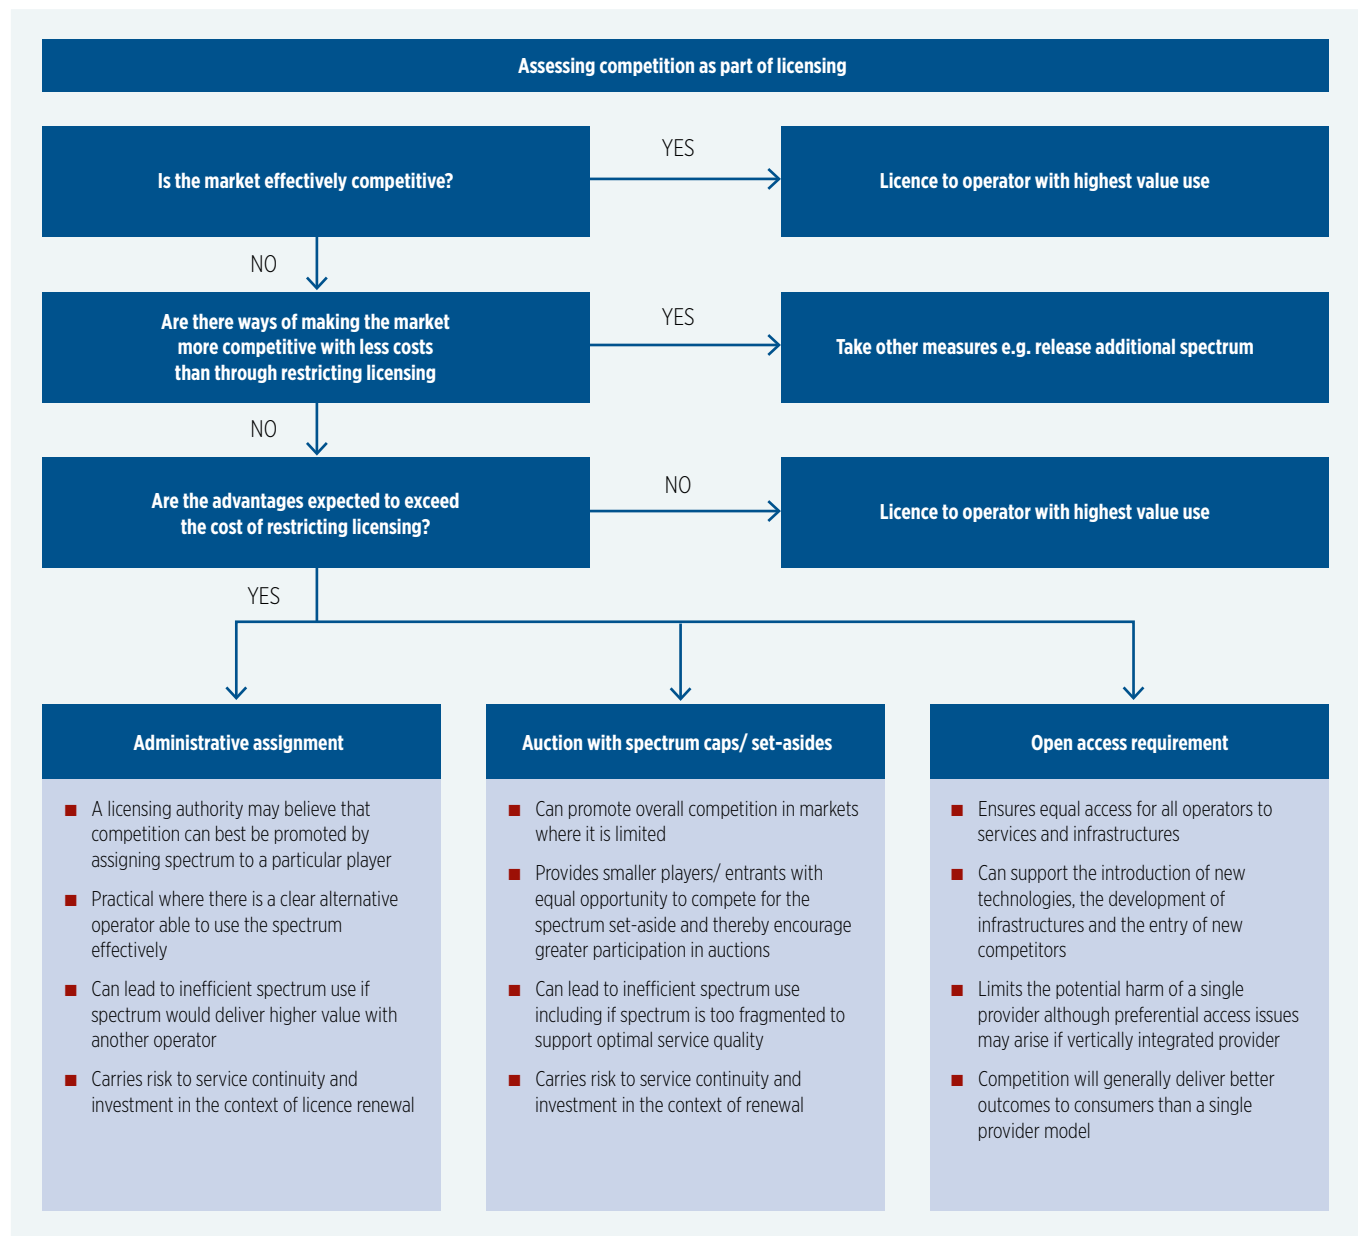 Assessing competition as part of licensing
Is the market effectively competitive?
YES
Licence to operator with highest value use
NO
Are there ways of making the market
more competitive with less costs
than through restricting licensing
YES
Take other measures e.g. release additional spectrum
NO
Are the advantages expected to exceed
the cost of restricting licensing?
NO
Licence to operator with highest value use
YES
Administrative assignment
■ A licensing authority may believe that
competition can best be promoted by
assigning spectrum to a particular player
■ Practical where there is a clear alternative
operator able to use the spectrum
effectively
■ Can lead to inefficient spectrum use if
spectrum would deliver higher value with
another operator
■ Carries risk to service continuity and
investment in the context of licence renewal
Auction with spectrum caps/ set-asides
■ Can promote overall competition in markets
where it is limited
■ Provides smaller players/ entrants with
equal opportunity to compete for the
spectrum set-aside and thereby encourage
greater participation in auctions
■ Can lead to inefficient spectrum use
including if spectrum is too fragmented to
support optimal service quality
■ Carries risk to service continuity and
investment in the context of renewal
Open access requirement
■ Ensures equal access for all operators to
services and infrastructures
■ Can support the introduction of new
technologies, the development of
infrastructures and the entry of new
competitors
■ Limits the potential harm of a single
provider although preferential access issues
may arise if vertically integrated provider
■ Competition will generally deliver better
outcomes to consumers than a single
provider model